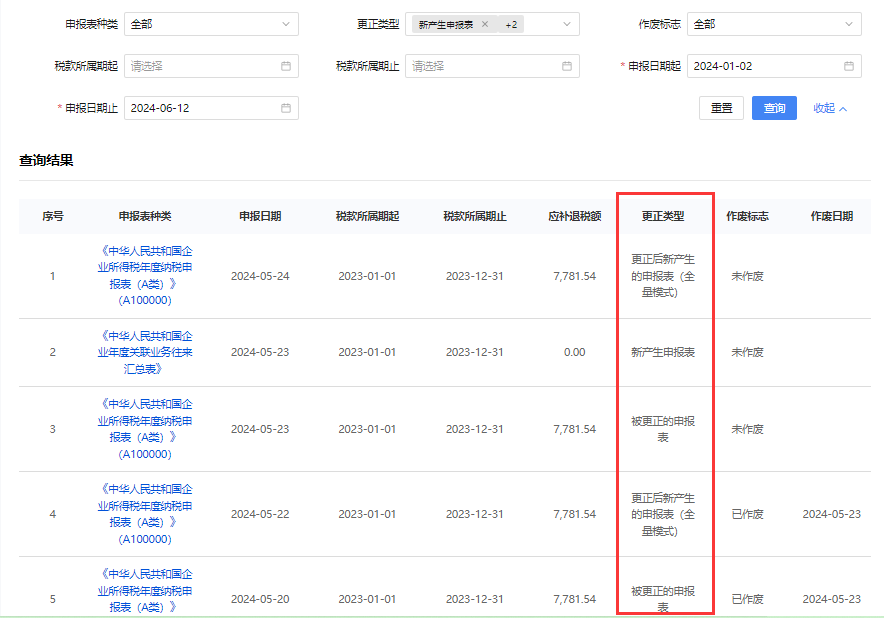 申报表种类 全部 更正类型 新产生申报表 × +2 作废标志 全部
税款所属期起 请选择 税款所属期止 请选择 * 申报日期起 2024-01-02
* 申报日期止 2024-06-12 重置 查询 收起
查询结果
序号 申报表种类 申报日期 税款所属期起 税款所属期止 应补退税额 更正类型 作废标志 作废日期
《中华人民共和国企
业所得税年度纳税申
报表（A类）》
（A100000）
1 2024-05-24 2023-01-01 2023-12-31 7,781.54
更正后新产生
的申报表（全
量模式）
未作废
《中华人民共和国企
业年度关联业务往来
汇总表》
2 2024-05-23 2023-01-01 2023-12-31 0.00 新产生申报表 未作废
《中华人民共和国企
业所得税年度纳税申
报表（A类）》
（A100000）
3 2024-05-23 2023-01-01 2023-12-31 7,781.54
被更正的申报
表
未作废
《中华人民共和国企
业所得税年度纳税申
报表（A类）》
（A100000）
4 2024-05-22 2023-01-01 2023-12-31 7,781.54
更正后新产生
的申报表（全
量模式）
已作废 2024-05-23
《中华人民共和国企
业所得税年度纳税申
报表（A类）》
5 2024-05-20 2023-01-01 2023-12-31 7,781.54
被更正的申报
表
已作废 2024-05-23